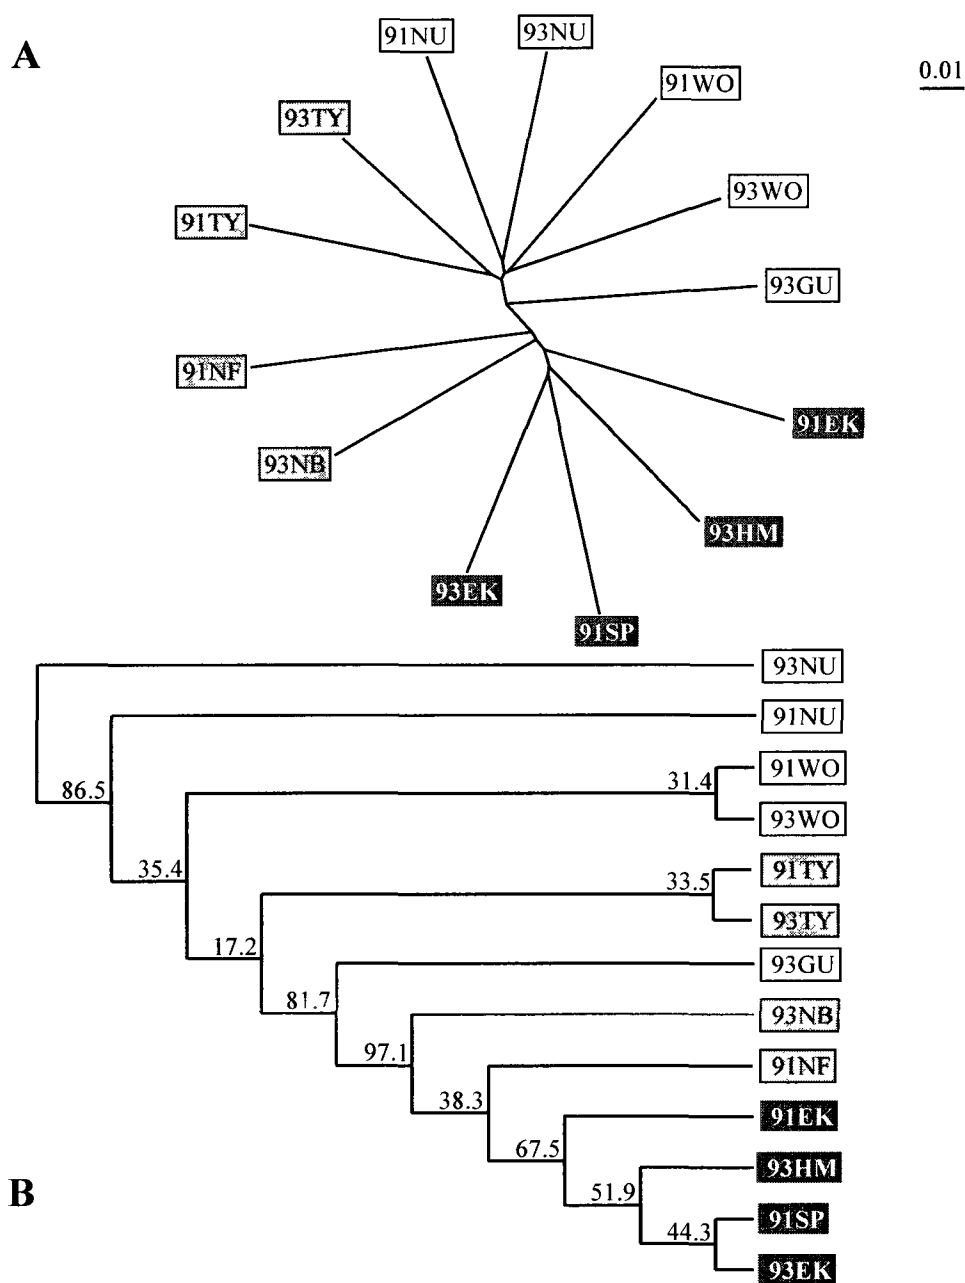 A
91NU
93NU
0.01
91WO
93TY
93WO
91TY
93GU
91NF
91EK
93NB
93HM
93EK
91SP
93NU
91NU
86.5
91WO
31.4
93WO
35.4
91TY
33.5
93TY
17.2
93GU
81.7
93NB
97.1
91NF
38.3
91EK
67.5
93HM
51.9
B
91SP
44.3
93EK